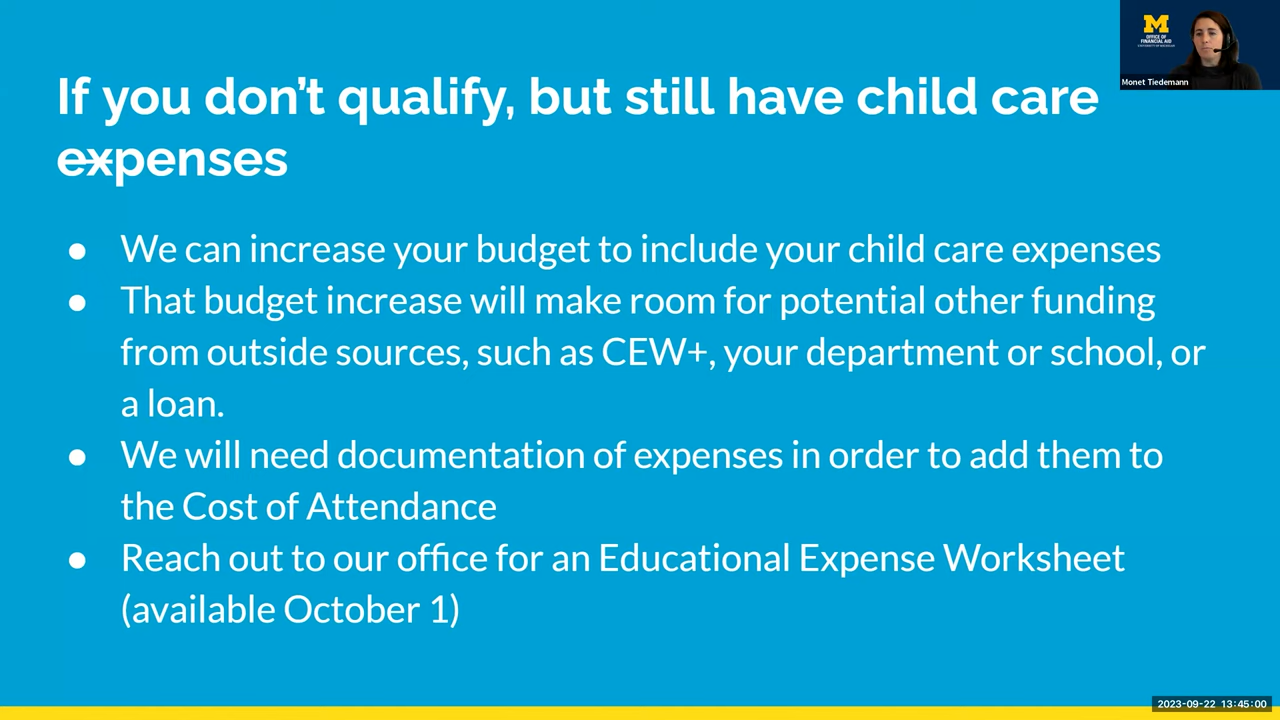 If you don't qualify, but still have child care
expenses
● We can increase your budget to include your child care expenses
● That budget increase will make room for potential other funding
from outside sources, such as CEW+, your department or school, or
a loan.
● We will need documentation of expenses in order to add them to
the Cost of Attendance
● Reach out to our office for an Educational Expense Worksheet
(available October 1)
M
OFFICE OF
FINANCIAL AID
UNIVERSITY OF MICHIGAN
Monet Tiedemann
2023-09-22 13:45:00